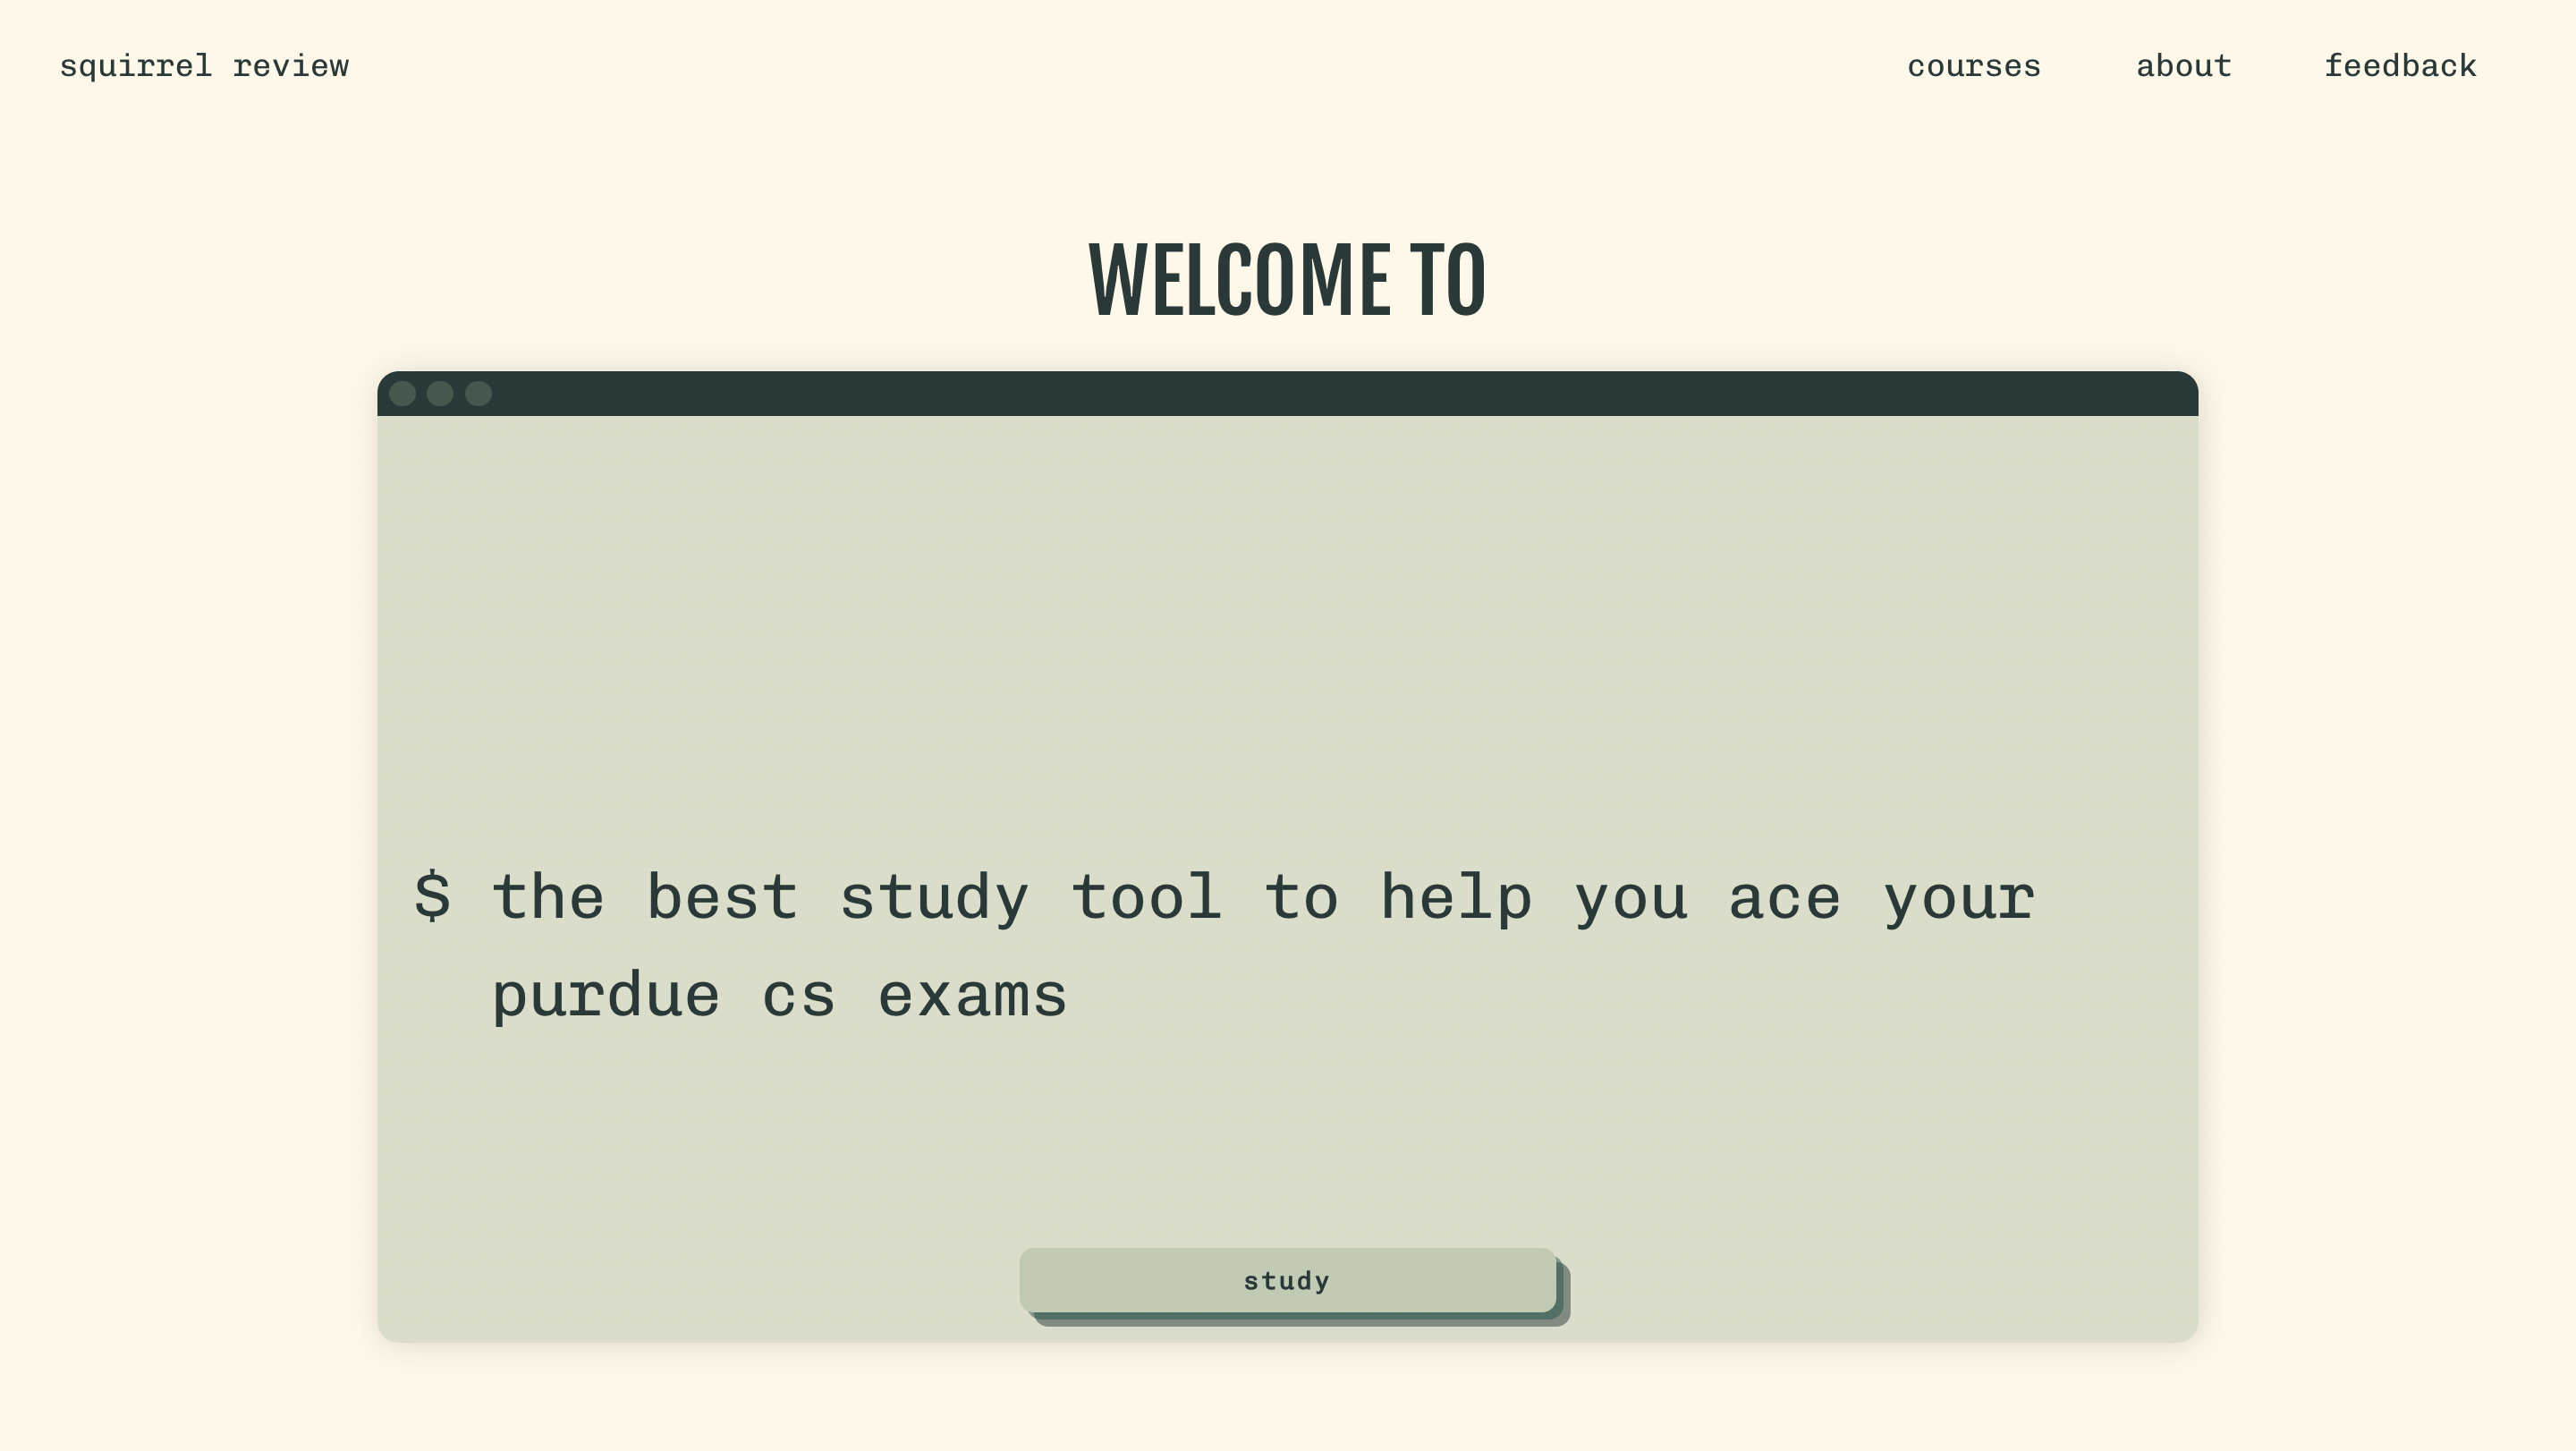 squirrel review
courses
about
feedback
WELCOME TO
$ the best study tool to help you ace your
purdue cs exams
study